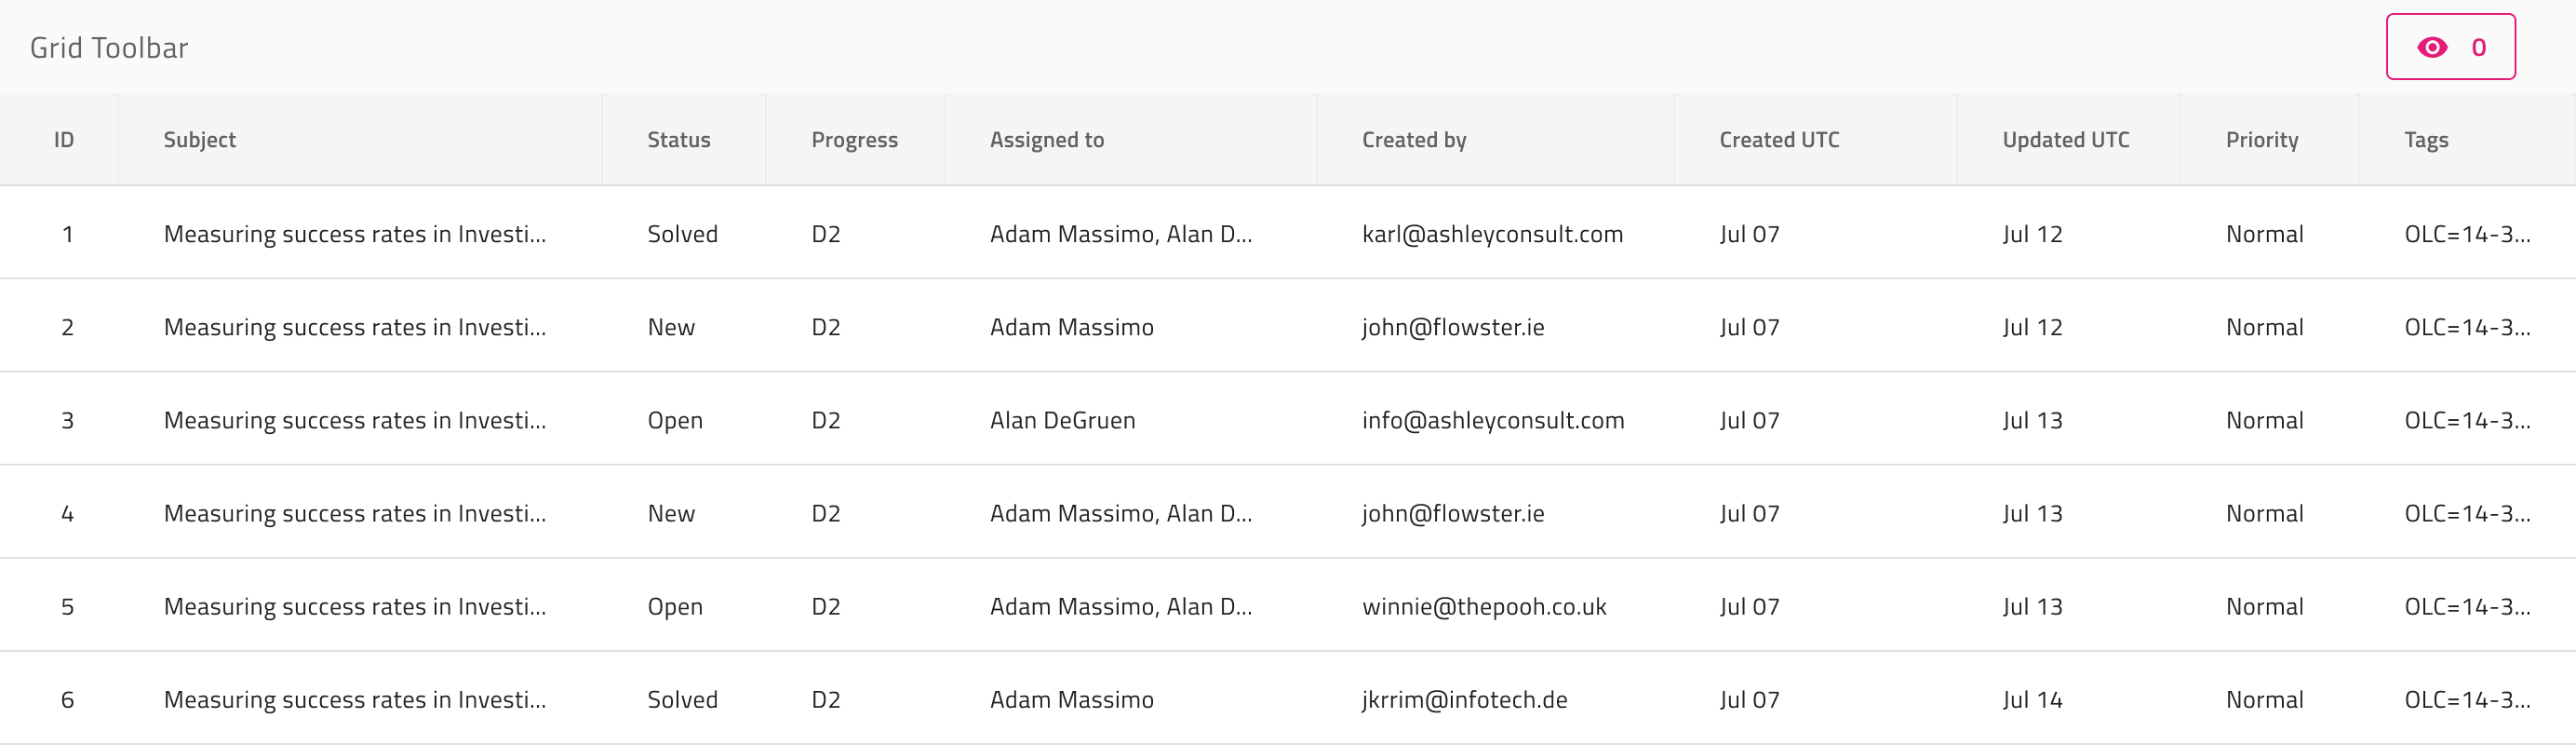 Grid Toolbar 0
ID Subject Status Progress Assigned to Created by Created UTC Updated UTC Priority Tags
1 Measuring success rates in Investi... Solved D2 Adam Massimo, Alan D... karl@ashleyconsult.com Jul 07 Jul 12 Normal OLC=14-3...
2 Measuring success rates in Investi... New D2 Adam Massimo john@flowster.ie Jul 07 Jul 12 Normal OLC=14-3...
3 Measuring success rates in Investi... Open D2 Alan DeGruen info@ashleyconsult.com Jul 07 Jul 13 Normal OLC=14-3...
4 Measuring success rates in Investi... New D2 Adam Massimo, Alan D... john@flowster.ie Jul 07 Jul 13 Normal OLC=14-3...
5 Measuring success rates in Investi... Open D2 Adam Massimo, Alan D... winnie@thepooh.co.uk Jul 07 Jul 13 Normal OLC=14-3...
6 Measuring success rates in Investi... Solved D2 Adam Massimo jkrrim@infotech.de Jul 07 Jul 14 Normal OLC=14-3...